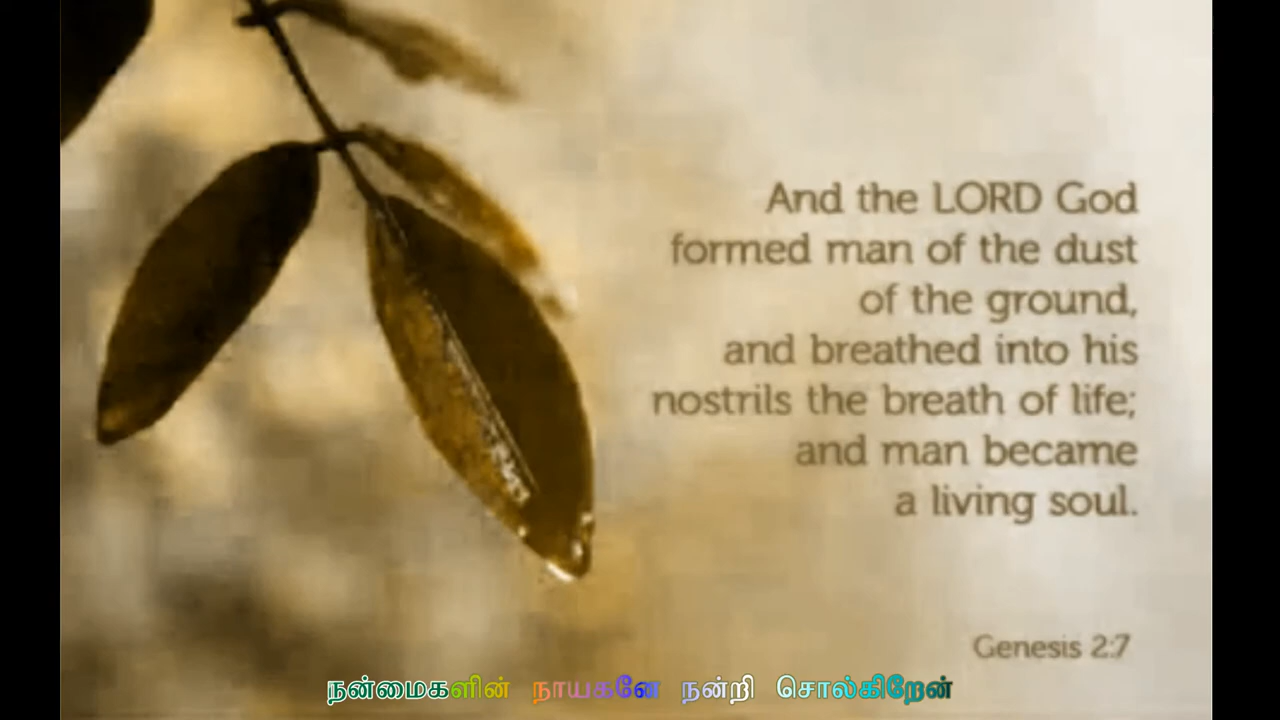 And the LORD God
formed man of the dust
of the ground,
and breathed into his
nostrils the breath of life;
and man became
a living soul.
Genesis 2:7
நன்மைகளின் நாயகனே நன்றி சொல்கிறேன்